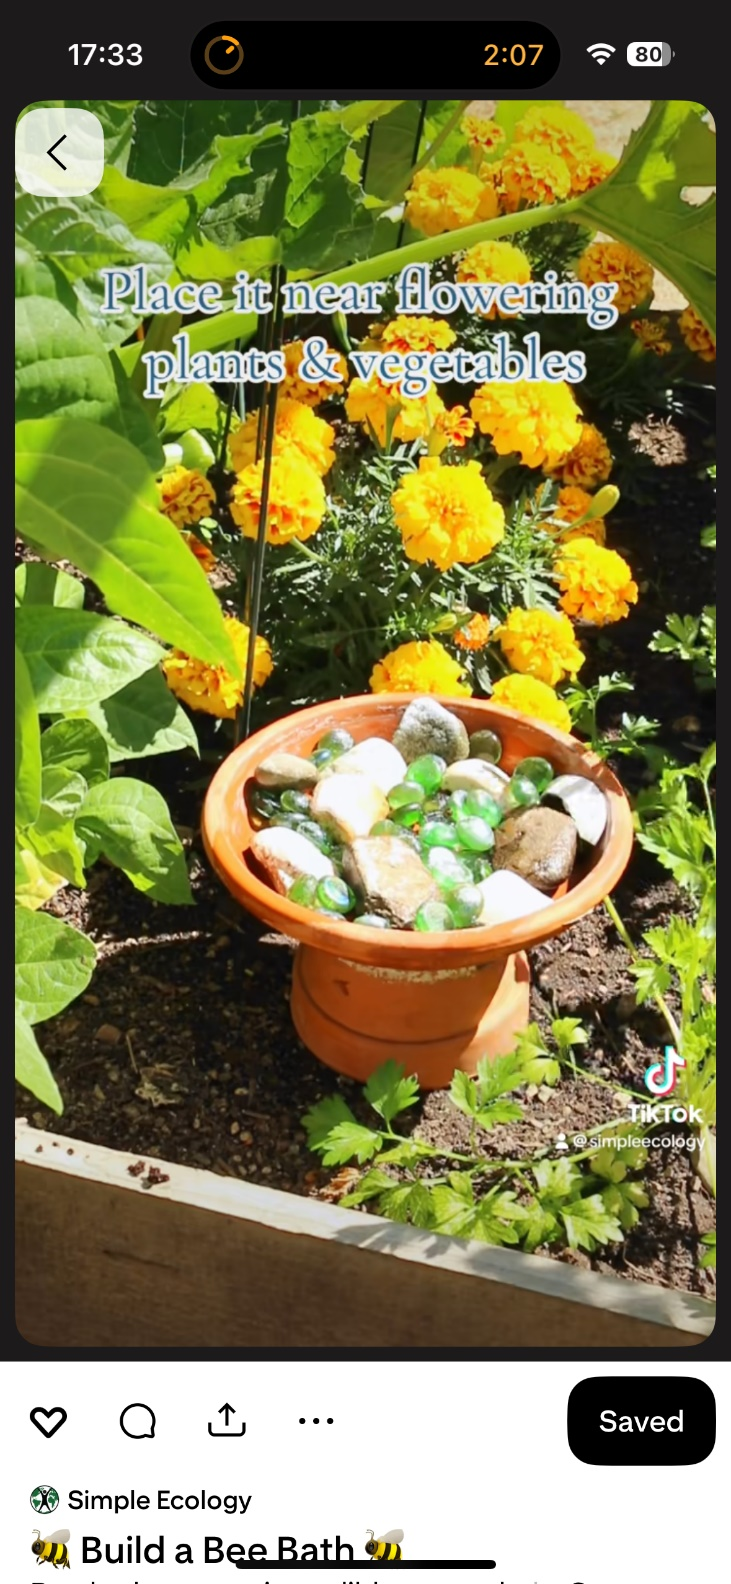 17:33
2:07
80
Place it near flowering
plants & vegetables
TikTok
@simpleecology
Saved
Simple Ecology
🐝 Build a Bee Bath 🐝